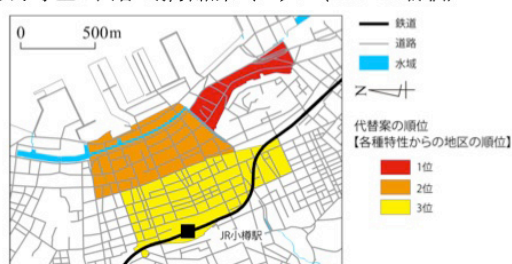 0 500m
鉄道
道路
水域
N
代替案の順位
【各種特性からの地区の順位】
1位
2位
3位
JR小樽駅